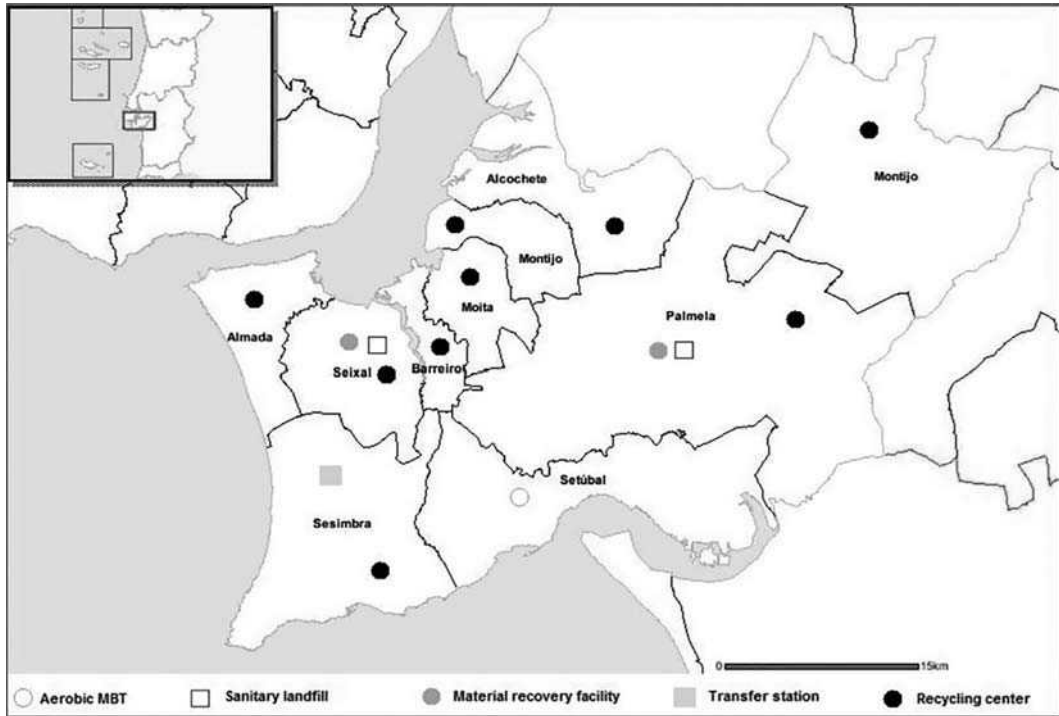 Alcochete
Montijo
Montijo
Moita
Almada
Palmela
Seixal
Barreiro
Setúbal
Sesimbra
0 15km
Aerobic MBT Sanitary landfill Material recovery facility Transfer station Recycling center